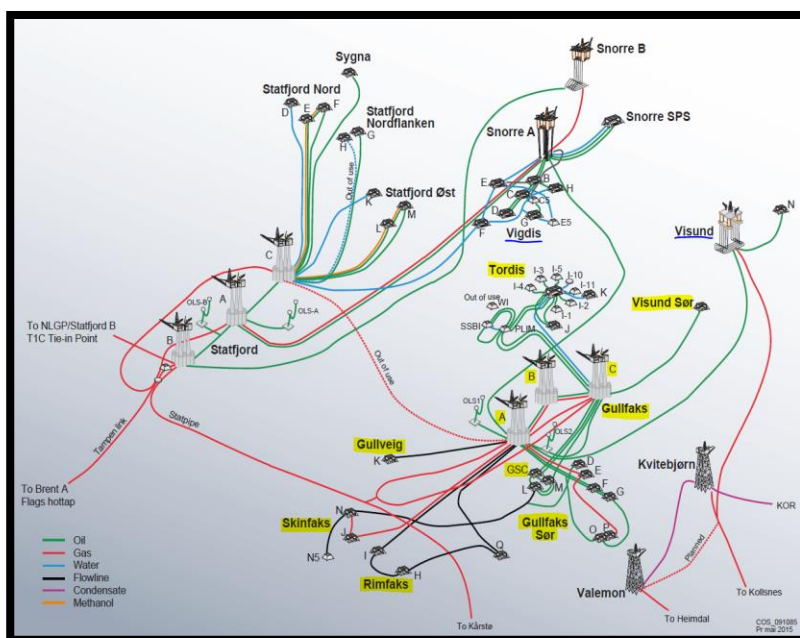 Snorre B
Sygna
Statfjord Nord
D
E
F
Statfjord
Nordflanken
H
G
Snorre A
Snorre SPS
Out of use
K
Statfjord Øst
L
M
E
B
C
H
D
C5
G
E5
F
Vigdis
N
Visund
C
Tordis
I-3
I-5
I-10
I-4
I-11
K
I-2
I-1
J
Out of use
WI
SSBI
PLIM
Visund Sør
A
OLS-B
OLS-A
B
Statfjord
To NLGP/Statfjord B
T1C Tie-in Point
Out of use
B
C
Gullfaks
OLS1
A
OLS2
Tampen link
Statpipe
Gullveig
K
GSC
D
E
F
L
M
G
Kvitebjørn
To Brent A
Flags hottap
KOR
Skinfaks
N
J
N5
Gullfaks
Sør
O
P
Q
I
H
Rimfaks
Planned
Valemon
Oil
Gas
Water
Flowline
Condensate
Methanol
To Kollsnes
To Heimdal
To Kårstø
COS_091085
Pr mai 2015